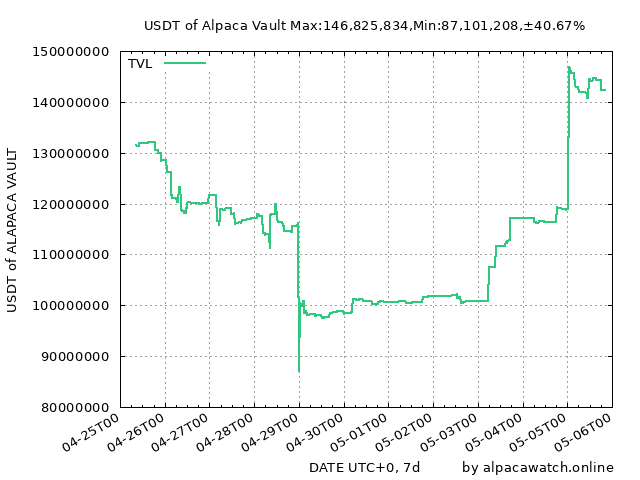 USDT of Alpaca Vault Max:146,825,834,Min:87,101,208,±40.67%
TVL
150000000
140000000
130000000
120000000
110000000
100000000
90000000
80000000
USDT of ALAPACA VAULT
04-25T00
04-26T00
04-27T00
04-28T00
04-29T00
04-30T00
05-01T00
05-02T00
05-03T00
05-04T00
05-05T00
05-06T00
DATE UTC+0, 7d
by alpacawatch.online